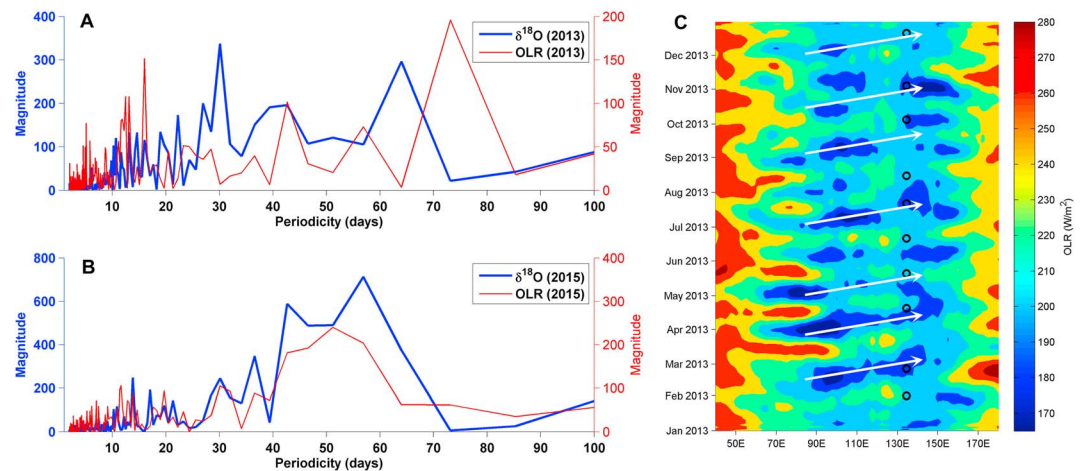 A
δ18O (2013)
OLR (2013)
Magnitude
400
300
200
100
0
200
150
100
50
0
Magnitude
10 20 30 40 50 60 70 80 90 100
Periodicity (days)
B
δ18O (2015)
OLR (2015)
Magnitude
800
600
400
200
0
400
300
200
100
0
Magnitude
10 20 30 40 50 60 70 80 90 100
Periodicity (days)
C
Dec 2013
Nov 2013
Oct 2013
Sep 2013
Aug 2013
Jul 2013
Jun 2013
May 2013
Apr 2013
Mar 2013
Feb 2013
Jan 2013
50E 70E 90E 110E 130E 150E 170E
280
270
260
250
240
230
220
210
200
190
180
170
OLR (W/m2)